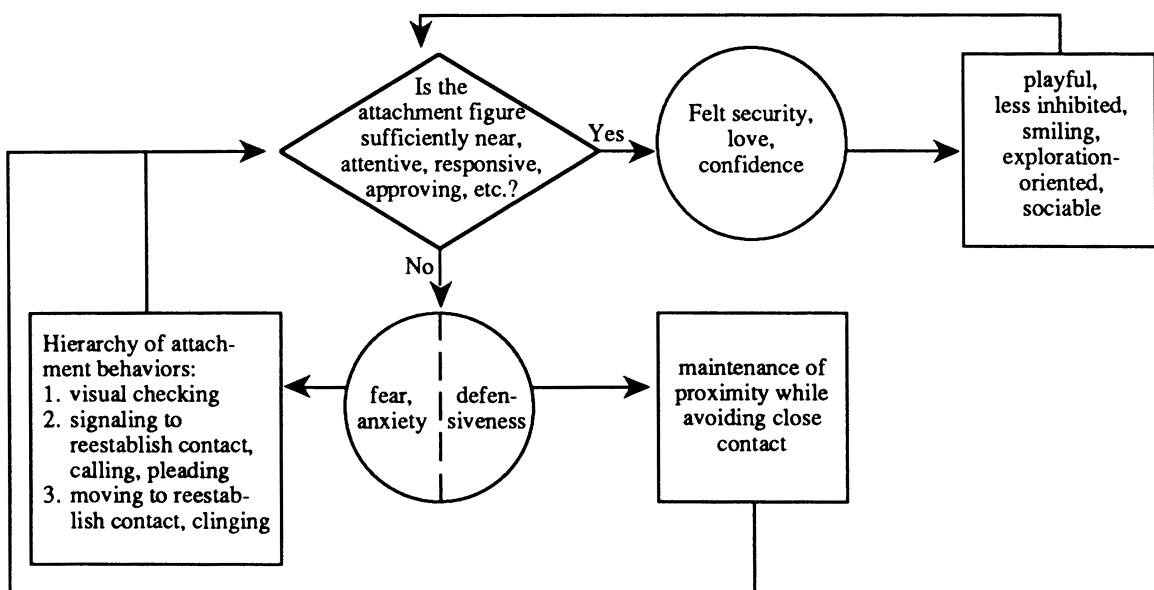 Is the
attachment figure
sufficiently near,
attentive, responsive,
approving, etc.?
Yes
Felt security,
love,
confidence
playful,
less inhibited,
smiling,
exploration-
oriented,
sociable
No
Hierarchy of attach-
ment behaviors:
1. visual checking
2. signaling to
reestablish contact,
calling, pleading
3. moving to reestab-
lish contact, clinging
fear,
anxiety
defen-
siveness
maintenance of
proximity while
avoiding close
contact